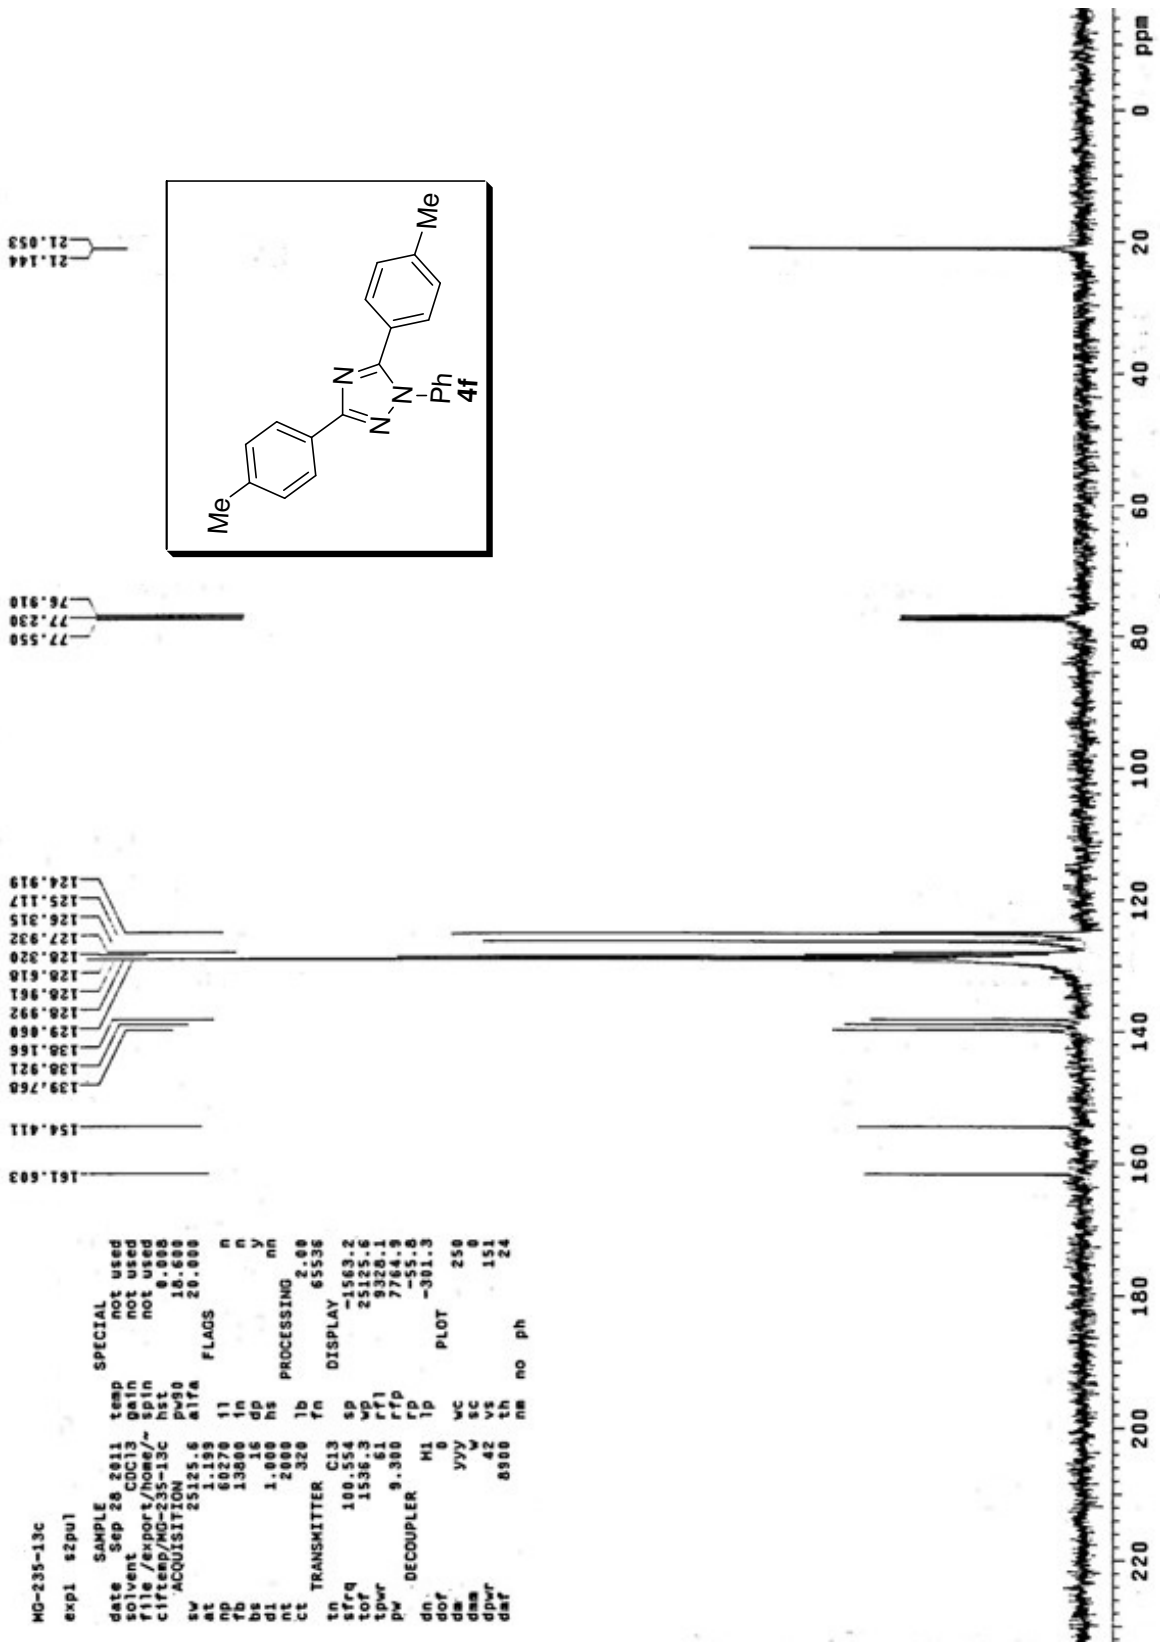 MG-235-13c
exp1 s2pul
SAMPLE SPECIAL
date Sep 28 2011 temp not used
solvent CDCl3 gain not used
file /export/home/~ spin not used
ciftemp/MG-235-13c hst 0.008
ACQUISITION pw90 18.600
sw 25125.6 alfa 20.000
at 1.199 FLAGS
np 60270 il n
fb 13800 in n
bs 16 dp y
d1 1.000 hs nn
nt 2000 PROCESSING
ct 320 lb 2.00
TRANSMITTER fn 65536
tn C13 DISPLAY
sfrq 100.554 sp -1563.2
tof 1536.3 wp 25125.6
tpwr 61 rfl 9328.1
pw 9.300 rfp 7764.9
DECOUPLER rp -55.8
dn H1 lp -301.3
dof 0 PLOT
dm yyy wc 250
dmm w sc 0
dpwr 42 vs 151
dmf 8900 th 24
nm no ph
161.603
154.411
139.768
138.921
138.166
129.060
128.992
128.961
128.618
128.320
127.932
126.315
125.117
124.919
77.550
77.230
76.910
21.144
21.053
Me
N
N
N
Ph
4f
Me
220 200 180 160 140 120 100 80 60 40 20 0 ppm